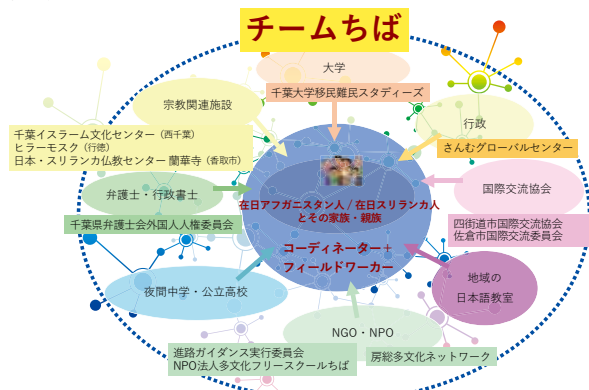 チームちば
大学
千葉大学移民難民スタディーズ
宗教関連施設
千葉イスラーム文化センター（西千葉）
ヒラーモスク（行徳）
日本・スリランカ仏教センター 蘭華寺（香取市）
行政
さんむグローバルセンター
弁護士・行政書士
千葉県弁護士会外国人人権委員会
国際交流協会
四街道市国際交流協会
佐倉市国際交流委員会
在日アフガニスタン人 / 在日スリランカ人
とその家族・親族
コーディネーター＋
フィールドワーカー
夜間中学・公立高校
地域の
日本語教室
NGO・NPO
進路ガイダンス実行委員会
NPO法人多文化フリースクールちば
房総多文化ネットワーク